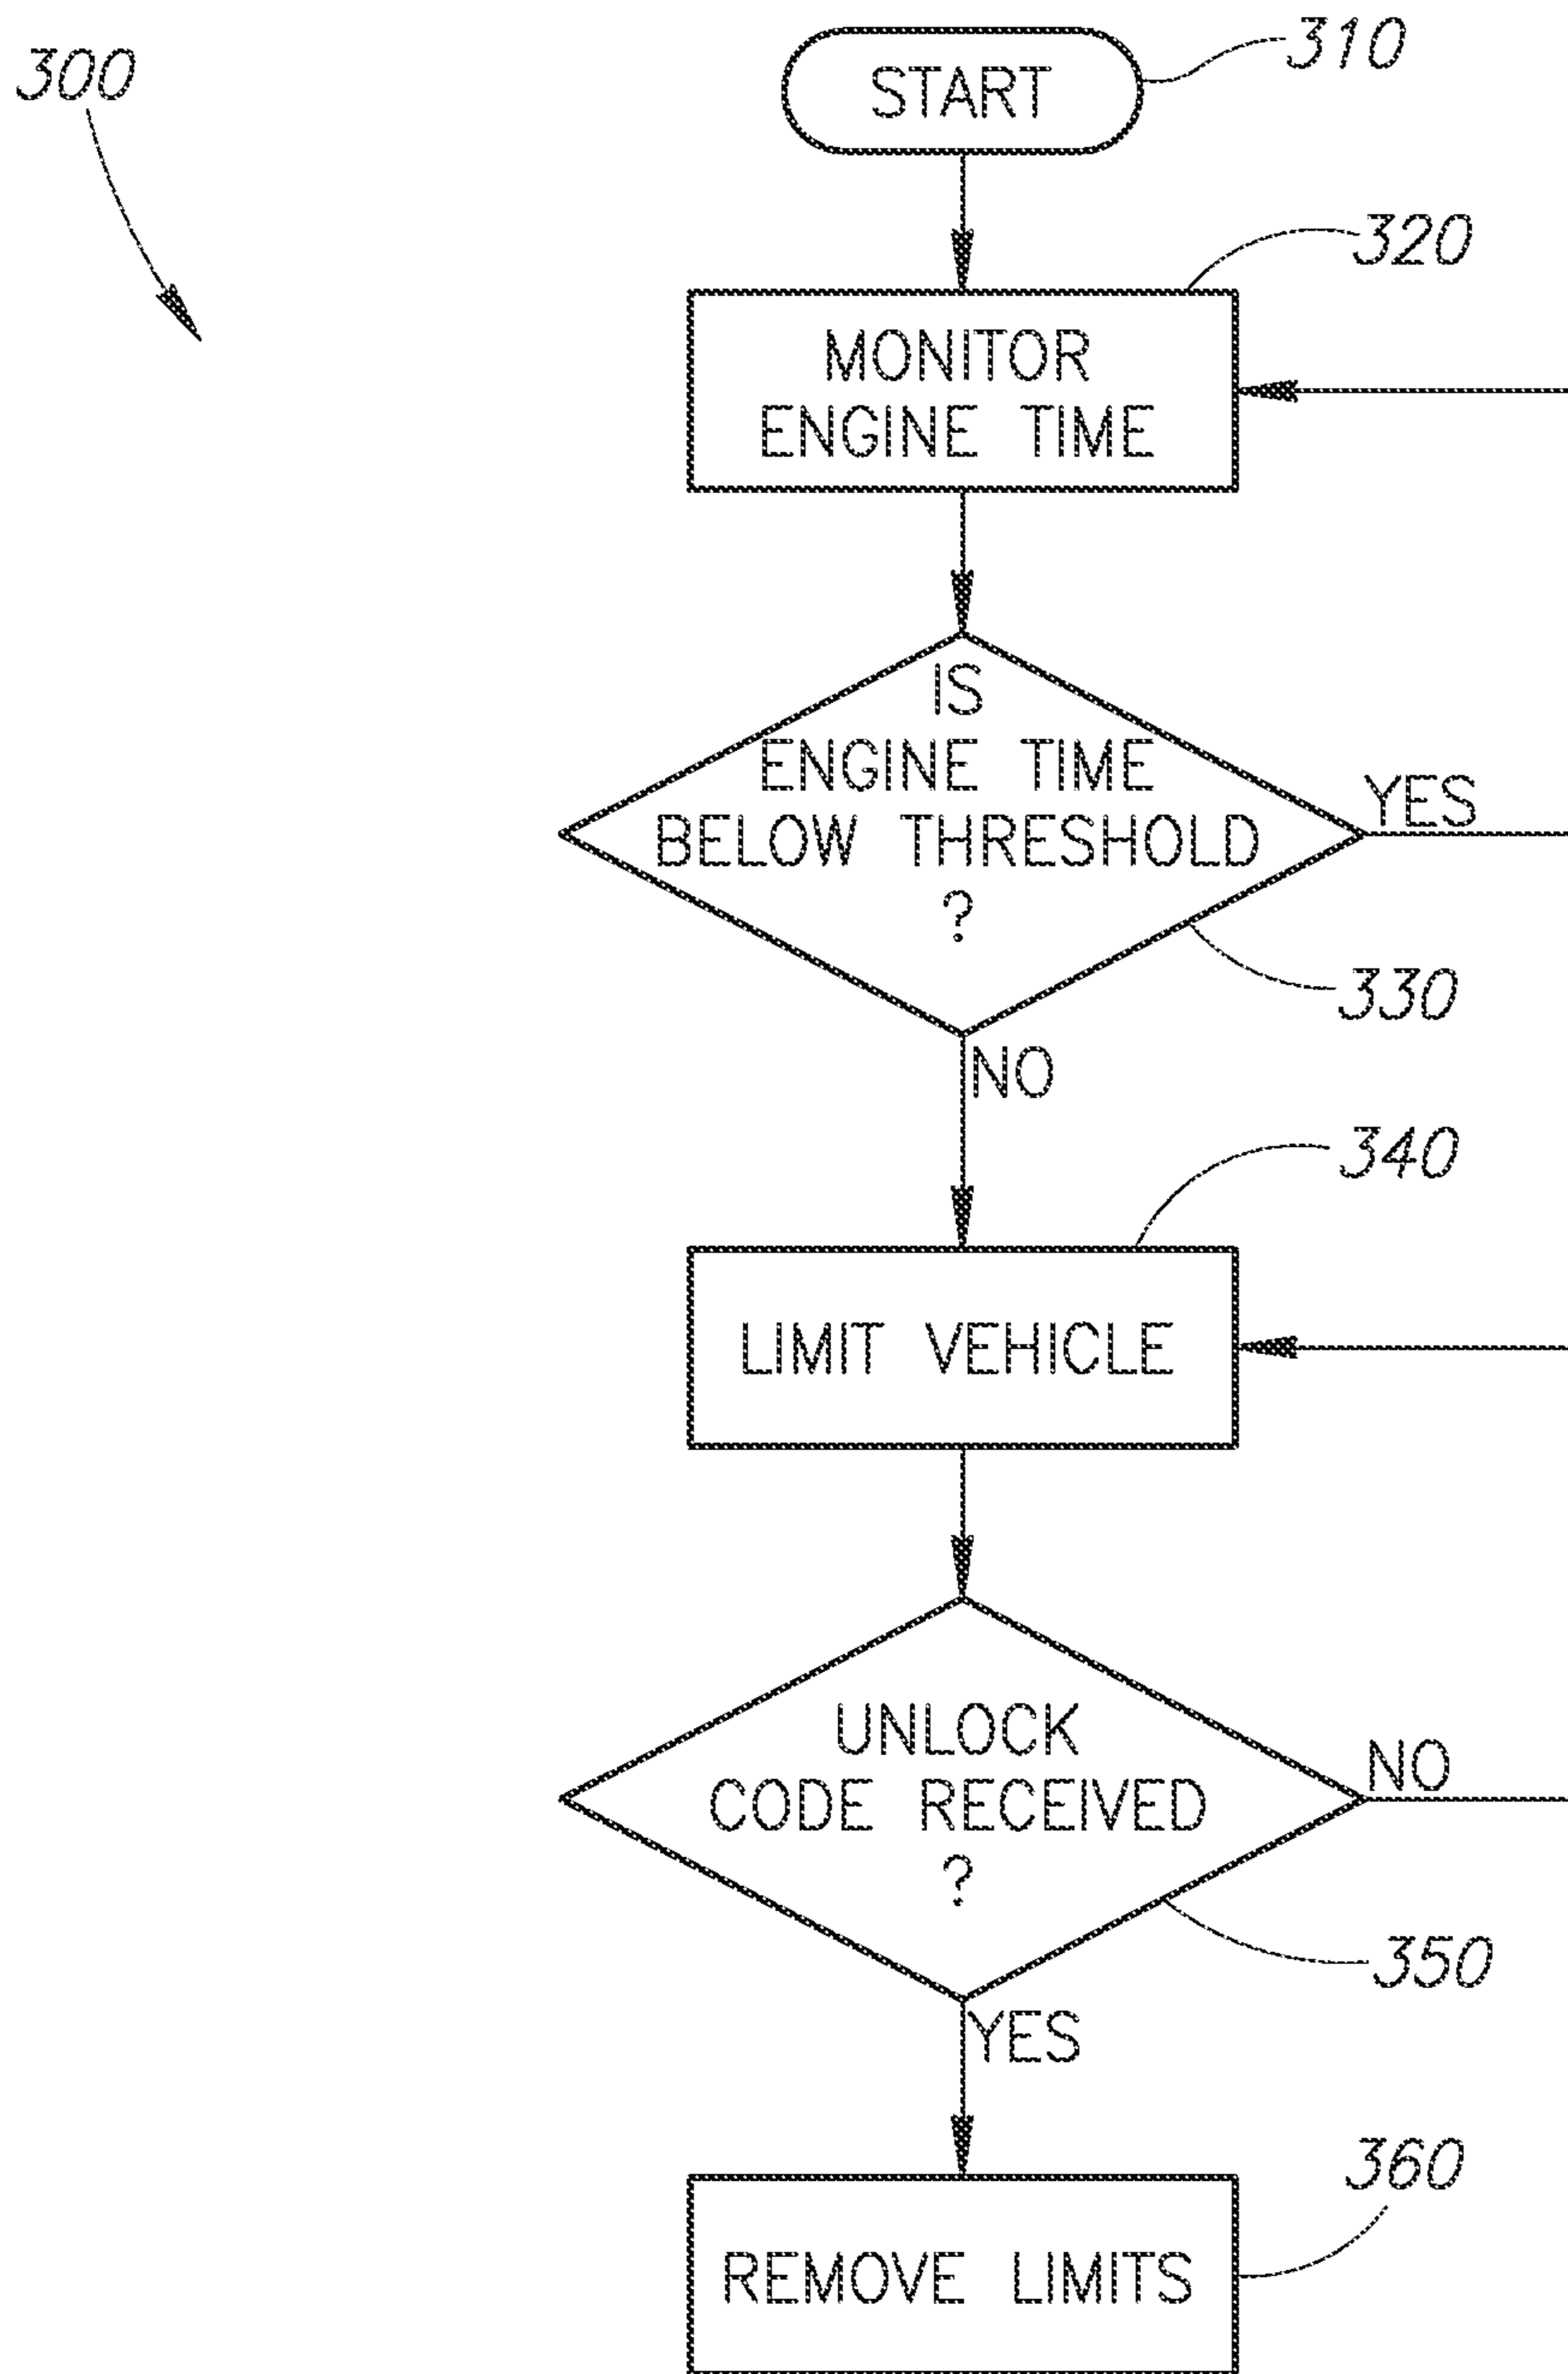 300
START
310
320
MONITOR
ENGINE TIME
IS
ENGINE TIME
BELOW THRESHOLD
?
YES
330
NO
340
LIMIT VEHICLE
UNLOCK
CODE RECEIVED
?
NO
350
YES
360
REMOVE LIMITS